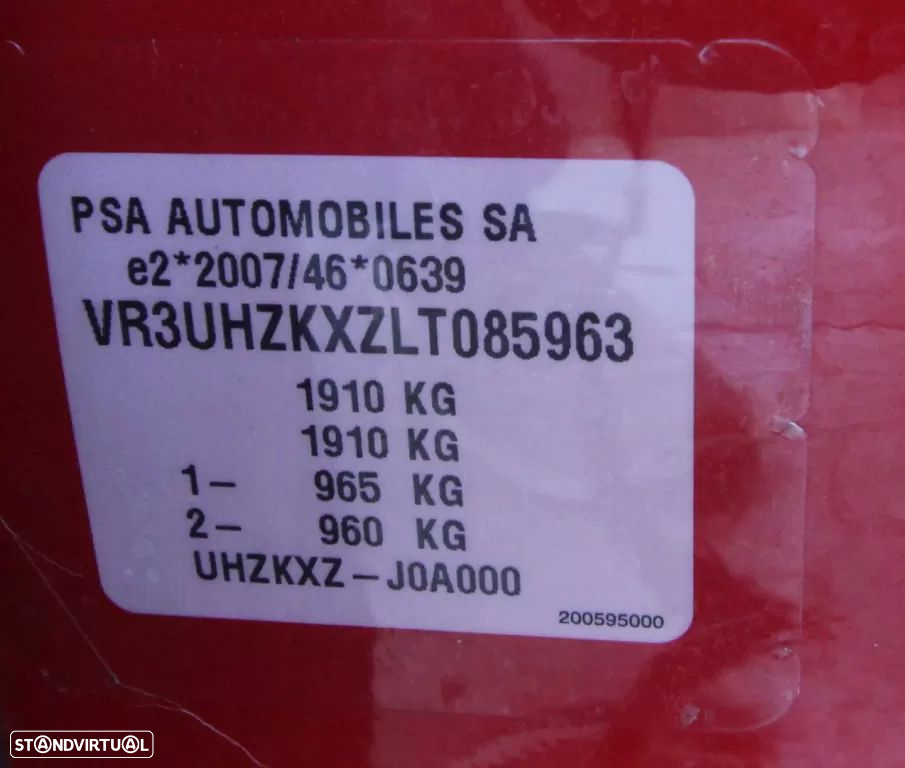 PSA AUTOMOBILES SA
e2*2007/46*0639
VR3UHZKXZLT085963
1910 KG
1910 KG
1– 965 KG
2– 960 KG
UHZKXZ–J0A000
200595000
STANDVIRTUAL